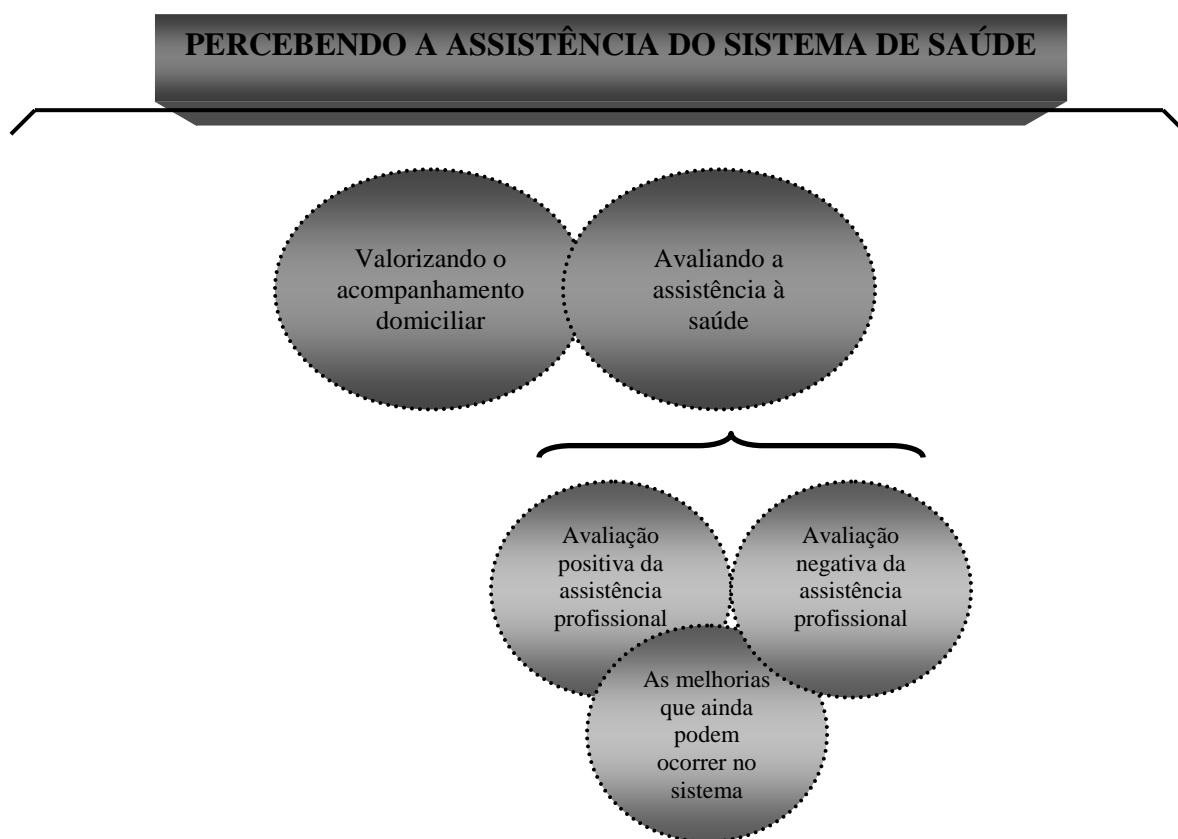 PERCEBENDO A ASSISTÊNCIA DO SISTEMA DE SAÚDE
Valorizando o
acompanhamento
domiciliar
Avaliando a
assistência à
saúde
Avaliação
positiva da
assistência
profissional
Avaliação
negativa da
assistência
profissional
As melhorias
que ainda
podem
ocorrer no
sistema